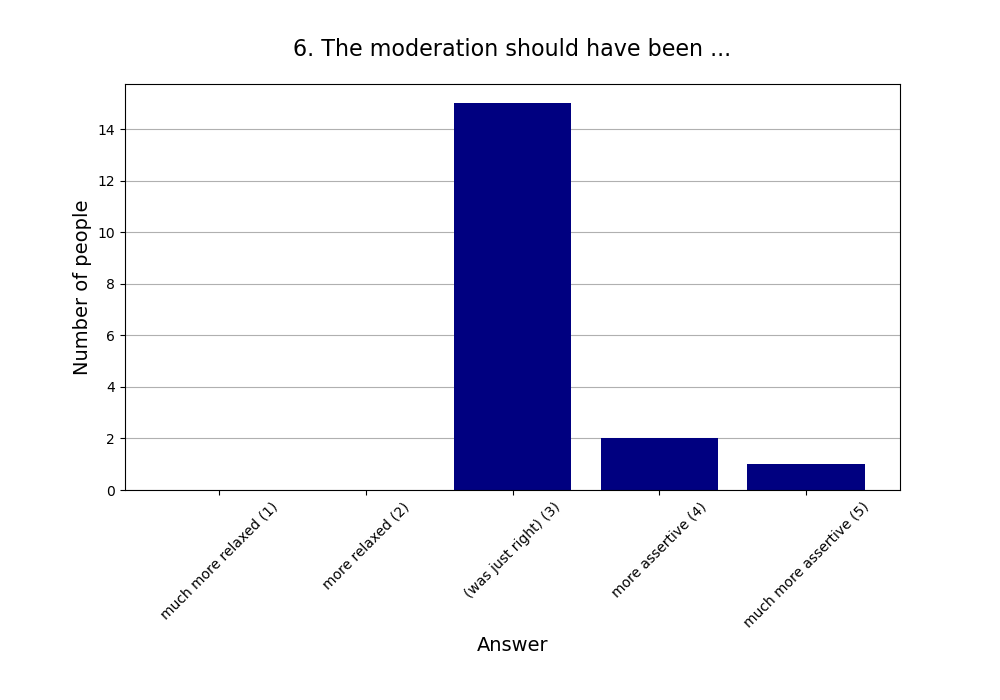 6. The moderation should have been ...
Number of people
14
12
10
8
6
4
2
0
much more relaxed (1)
more relaxed (2)
(was just right) (3)
more assertive (4)
much more assertive (5)
Answer